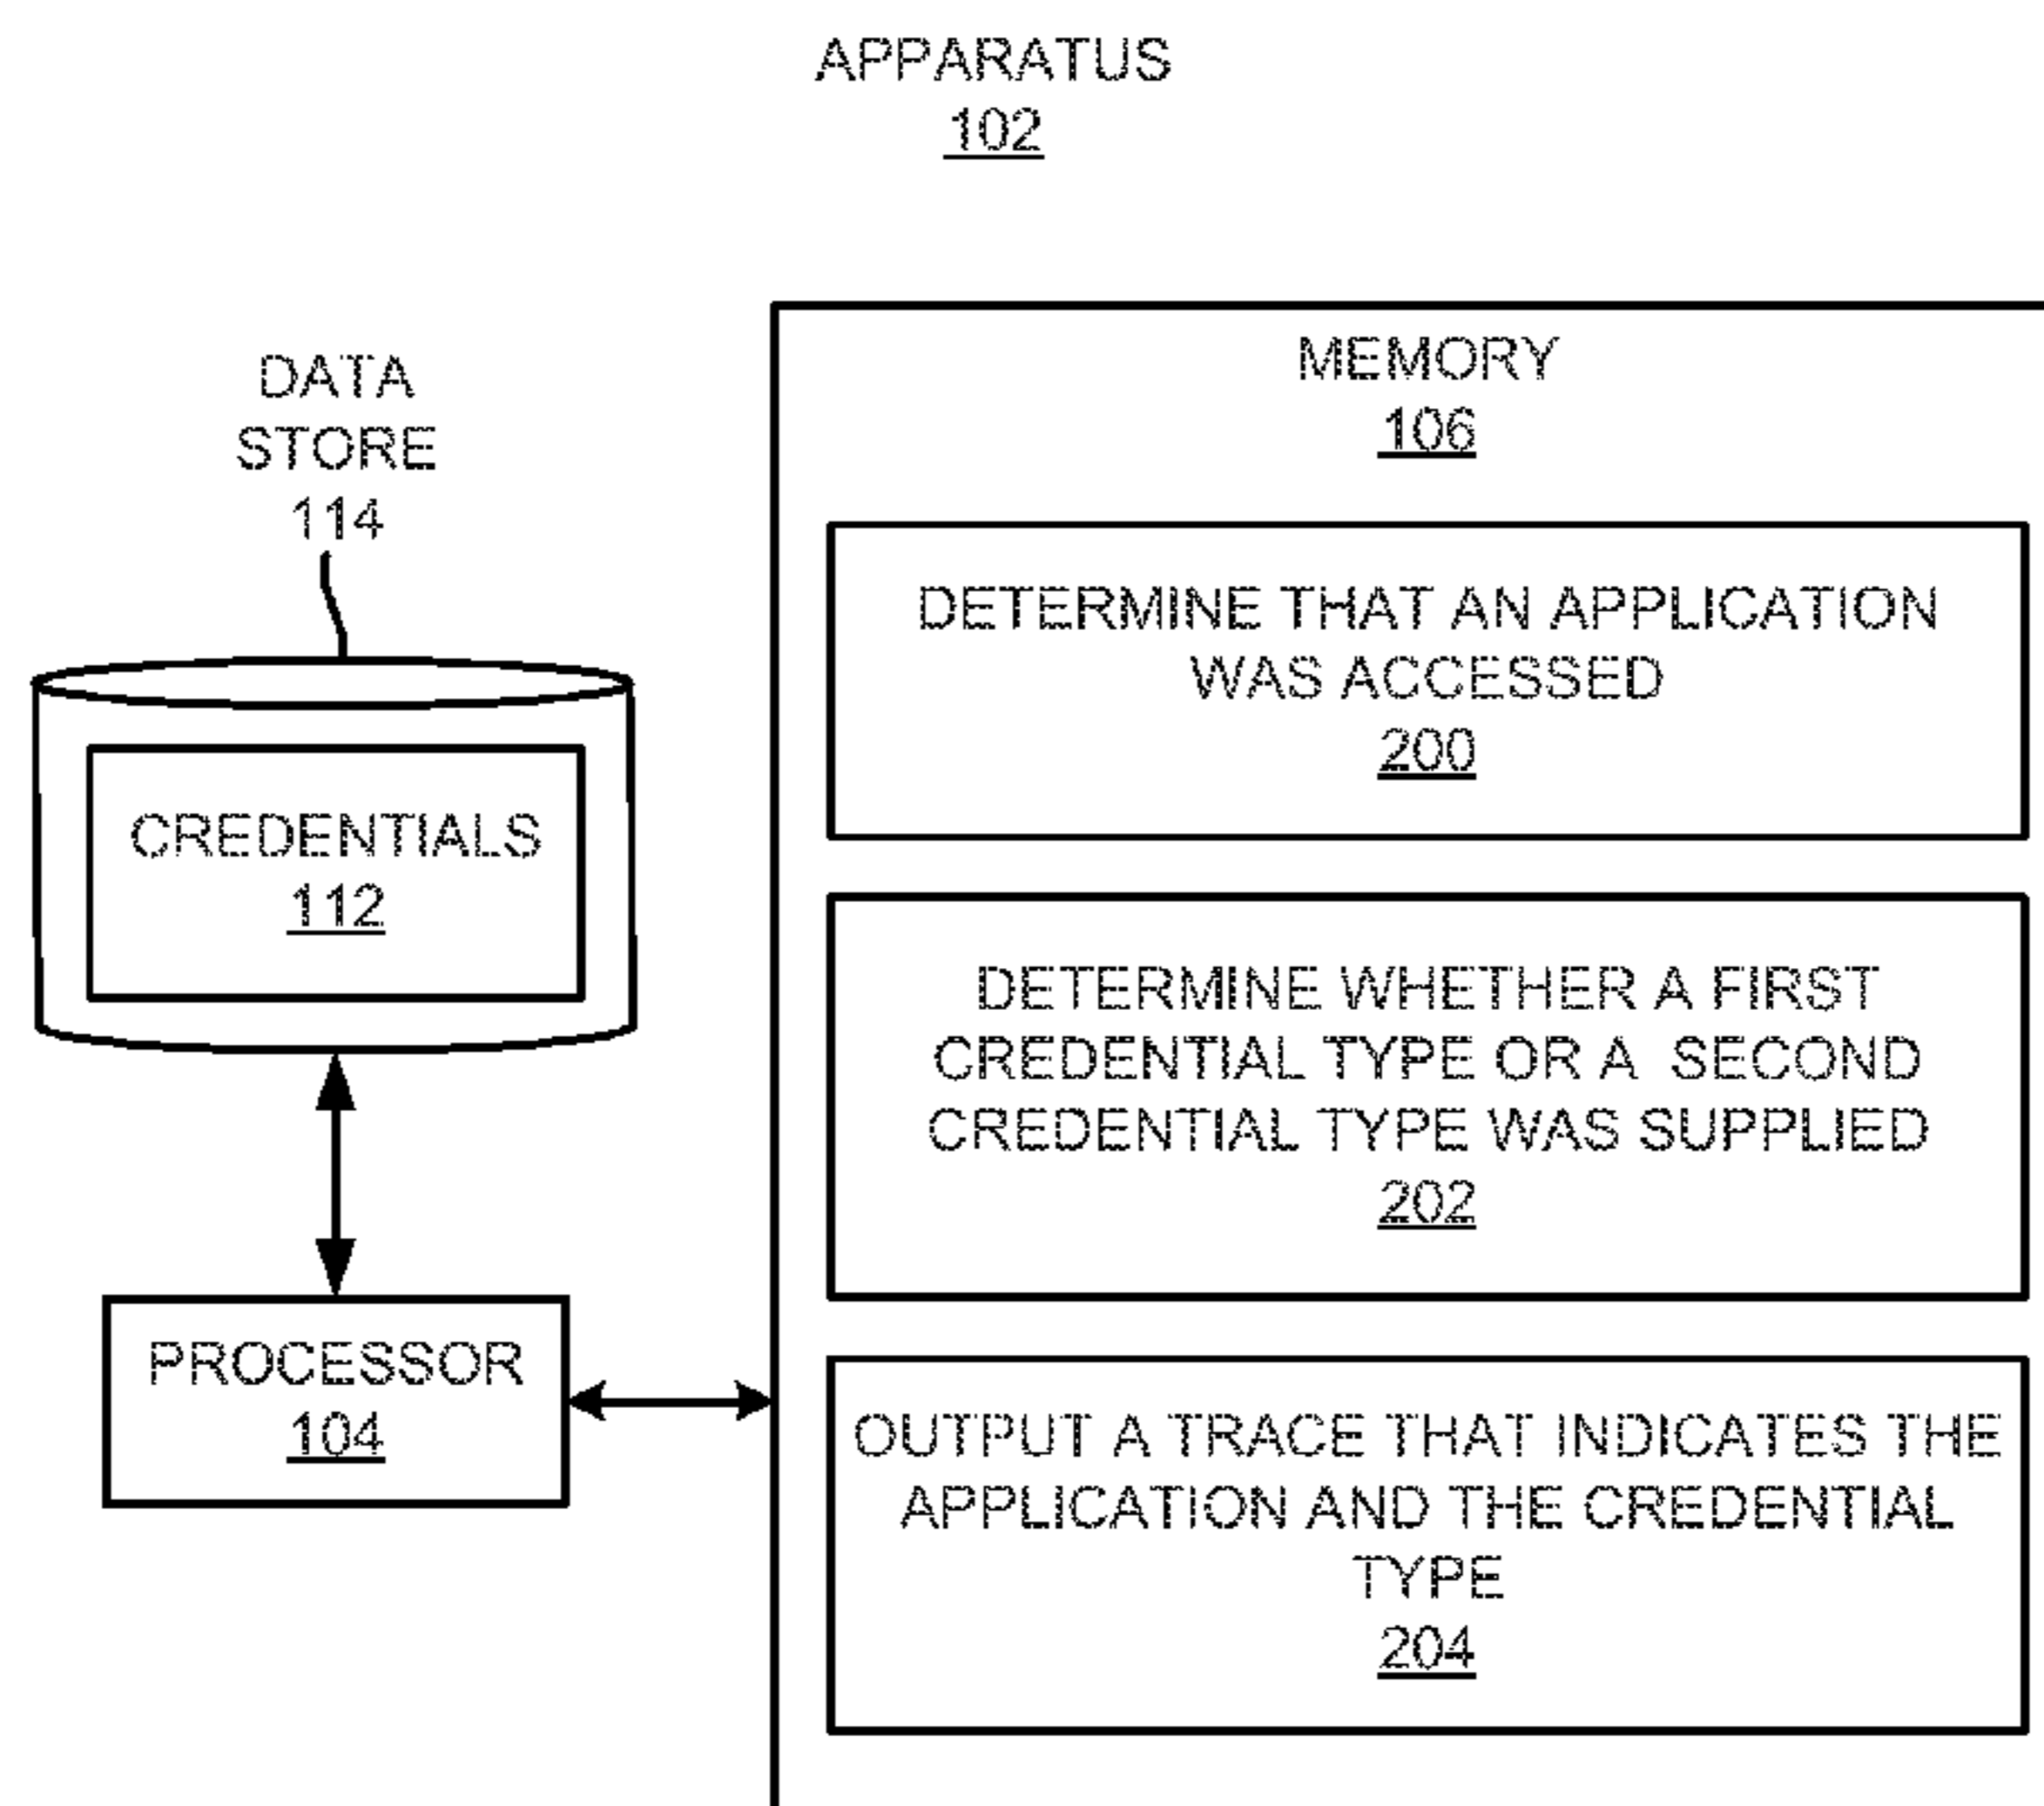 APPARATUS
102
DATA
STORE
114
CREDENTIALS
112
PROCESSOR
104
MEMORY
106
DETERMINE THAT AN APPLICATION
WAS ACCESSED
200
DETERMINE WHETHER A FIRST
CREDENTIAL TYPE OR A SECOND
CREDENTIAL TYPE WAS SUPPLIED
202
OUTPUT A TRACE THAT INDICATES THE
APPLICATION AND THE CREDENTIAL
TYPE
204